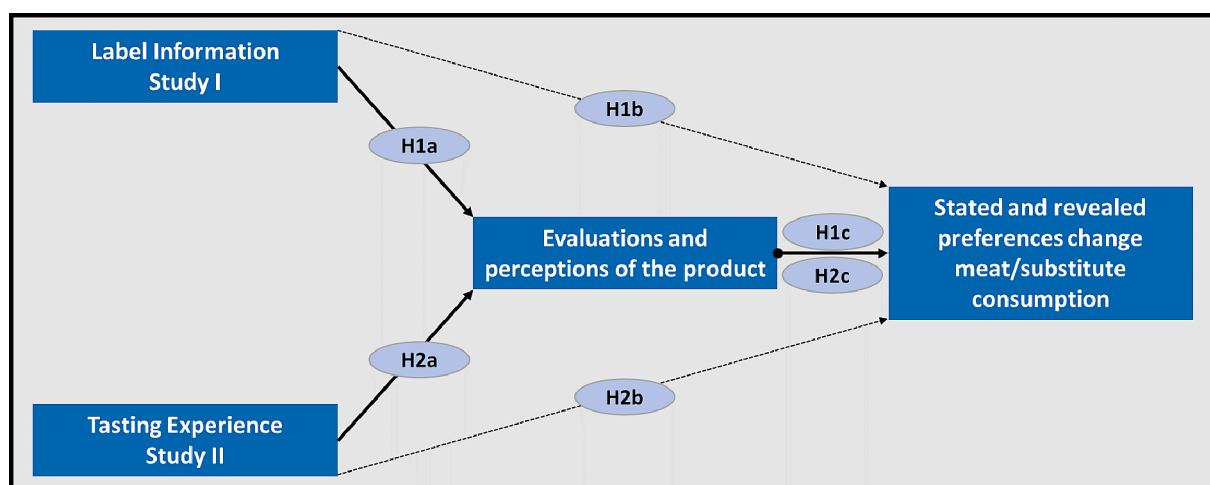 Label Information
Study I
H1b
H1a
Evaluations and
perceptions of the product
H1c
H2c
Stated and revealed
preferences change
meat/substitute
consumption
H2a
H2b
Tasting Experience
Study II